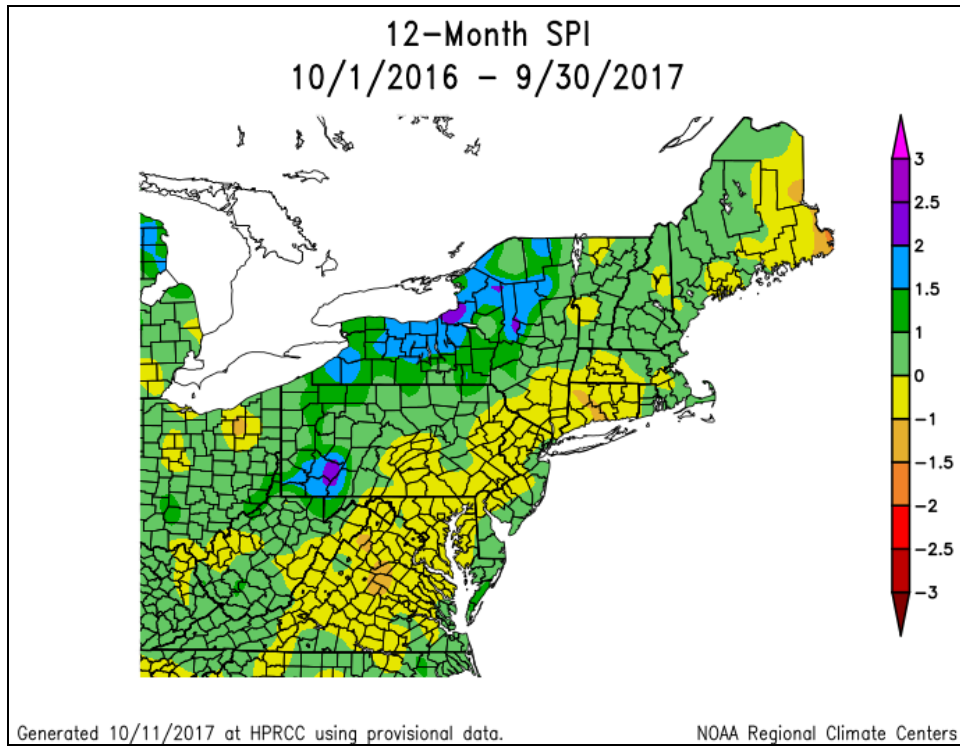 12-Month SPI
10/1/2016 - 9/30/2017
3
2.5
2
1.5
1
0
-1
-1.5
-2
-2.5
-3
Generated 10/11/2017 at HPRCC using provisional data.
NOAA Regional Climate Centers